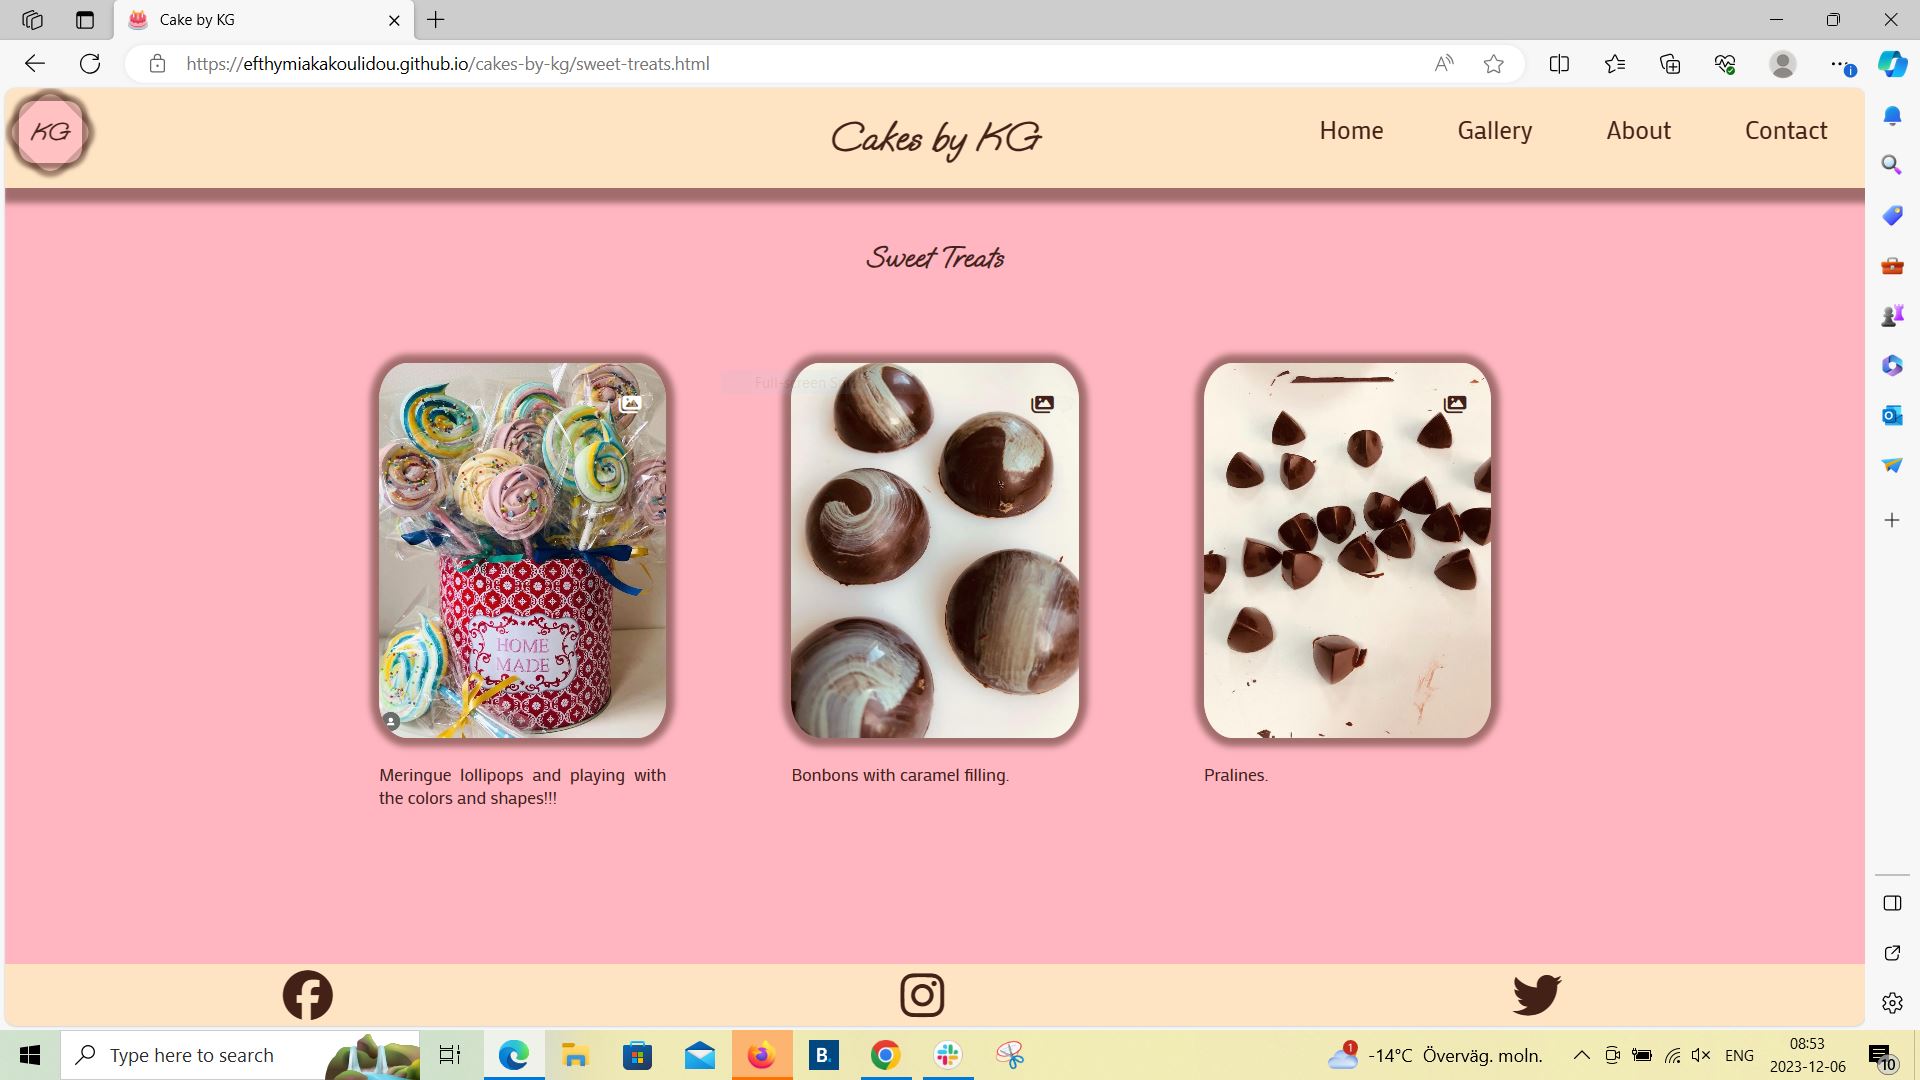 Cake by KG
https://efthymiakakoulidou.github.io/cakes-by-kg/sweet-treats.html
KG
Cakes by KG
Home
Gallery
About
Contact
Sweet Treats
HOME
MADE
Meringue lollipops and playing with
the colors and shapes!!!
Bonbons with caramel filling.
Pralines.
Type here to search
B.
1
-14°C Överväg. moln.
ENG
08:53
2023-12-06
10